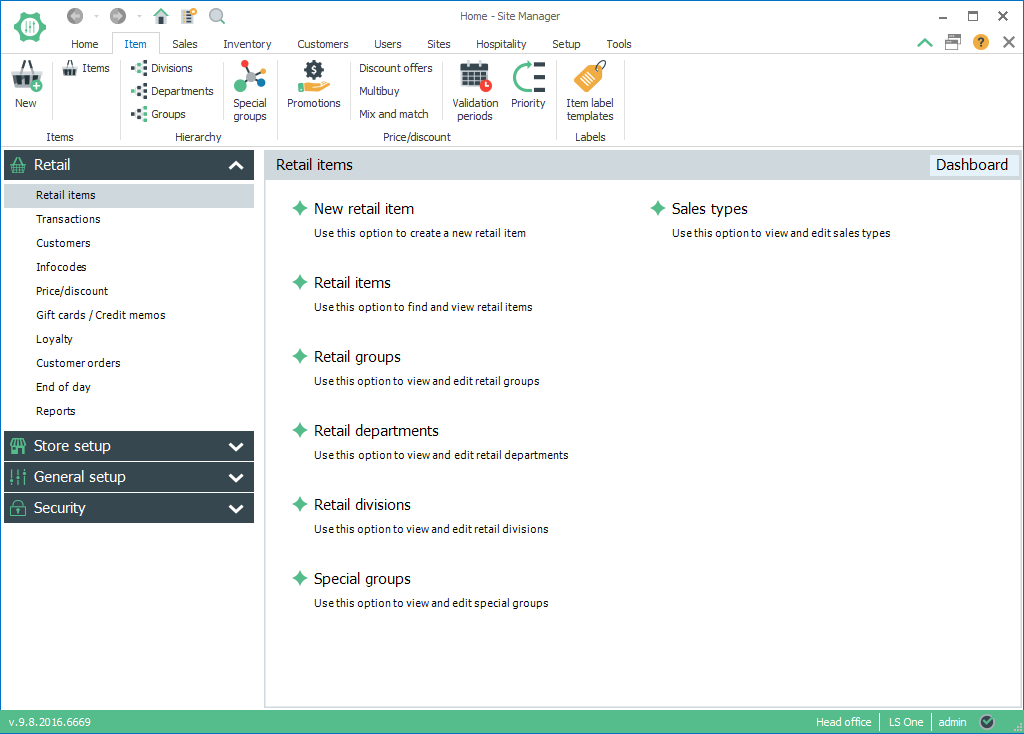 Home - Site Manager
Home Item Sales Inventory Customers Users Sites Hospitality Setup Tools
New
Items
Items
Divisions
Departments
Groups
Special
groups
Hierarchy
Promotions
Discount offers
Multibuy
Mix and match
Validation
periods
Priority
Price/discount
Item label
templates
Labels
Retail
Retail items
Transactions
Customers
Infocodes
Price/discount
Gift cards / Credit memos
Loyalty
Customer orders
End of day
Reports
Store setup
General setup
Security
Retail items
Dashboard
New retail item
Use this option to create a new retail item
Retail items
Use this option to find and view retail items
Retail groups
Use this option to view and edit retail groups
Retail departments
Use this option to view and edit retail departments
Retail divisions
Use this option to view and edit retail divisions
Special groups
Use this option to view and edit special groups
Sales types
Use this option to view and edit sales types
v.9.8.2016.6669
Head office LS One admin